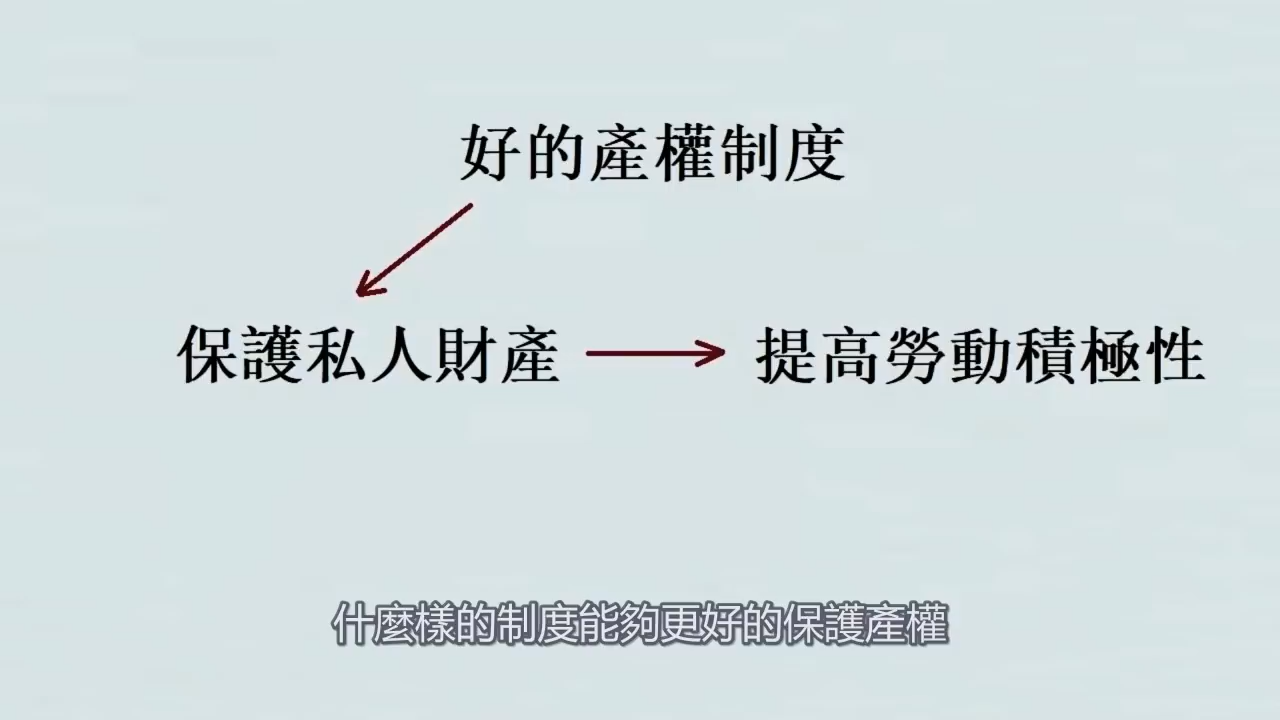 好的產權制度
保護私人財產 提高勞動積極性
什麼樣的制度能夠更好的保護產權